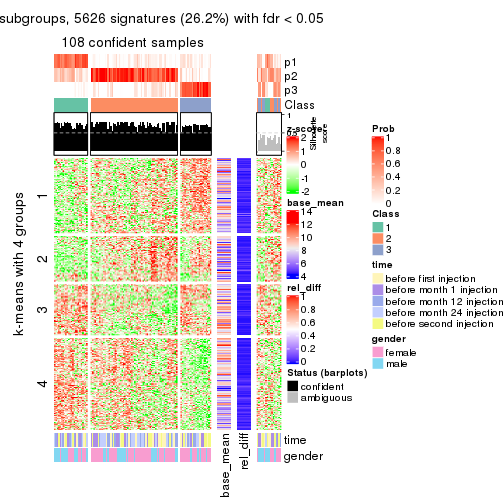 subgroups, 5626 signatures (26.2%) with fdr < 0.05
108 confident samples
p1
p2
p3
Class
1
Silhouette
score
z-score
2
1
0
-1
-2
k-means with 4 groups
1
2
3
4
base_mean
14
12
10
8
6
4
rel_diff
1
0.8
0.6
0.4
0.2
0
Status (barplots)
confident
ambiguous
Prob
1
0.8
0.6
0.4
0.2
0
Class
1
2
3
time
before first injection
before month 1 injection
before month 12 injection
before month 24 injection
before second injection
gender
female
male
time
gender
base_mean
rel_diff